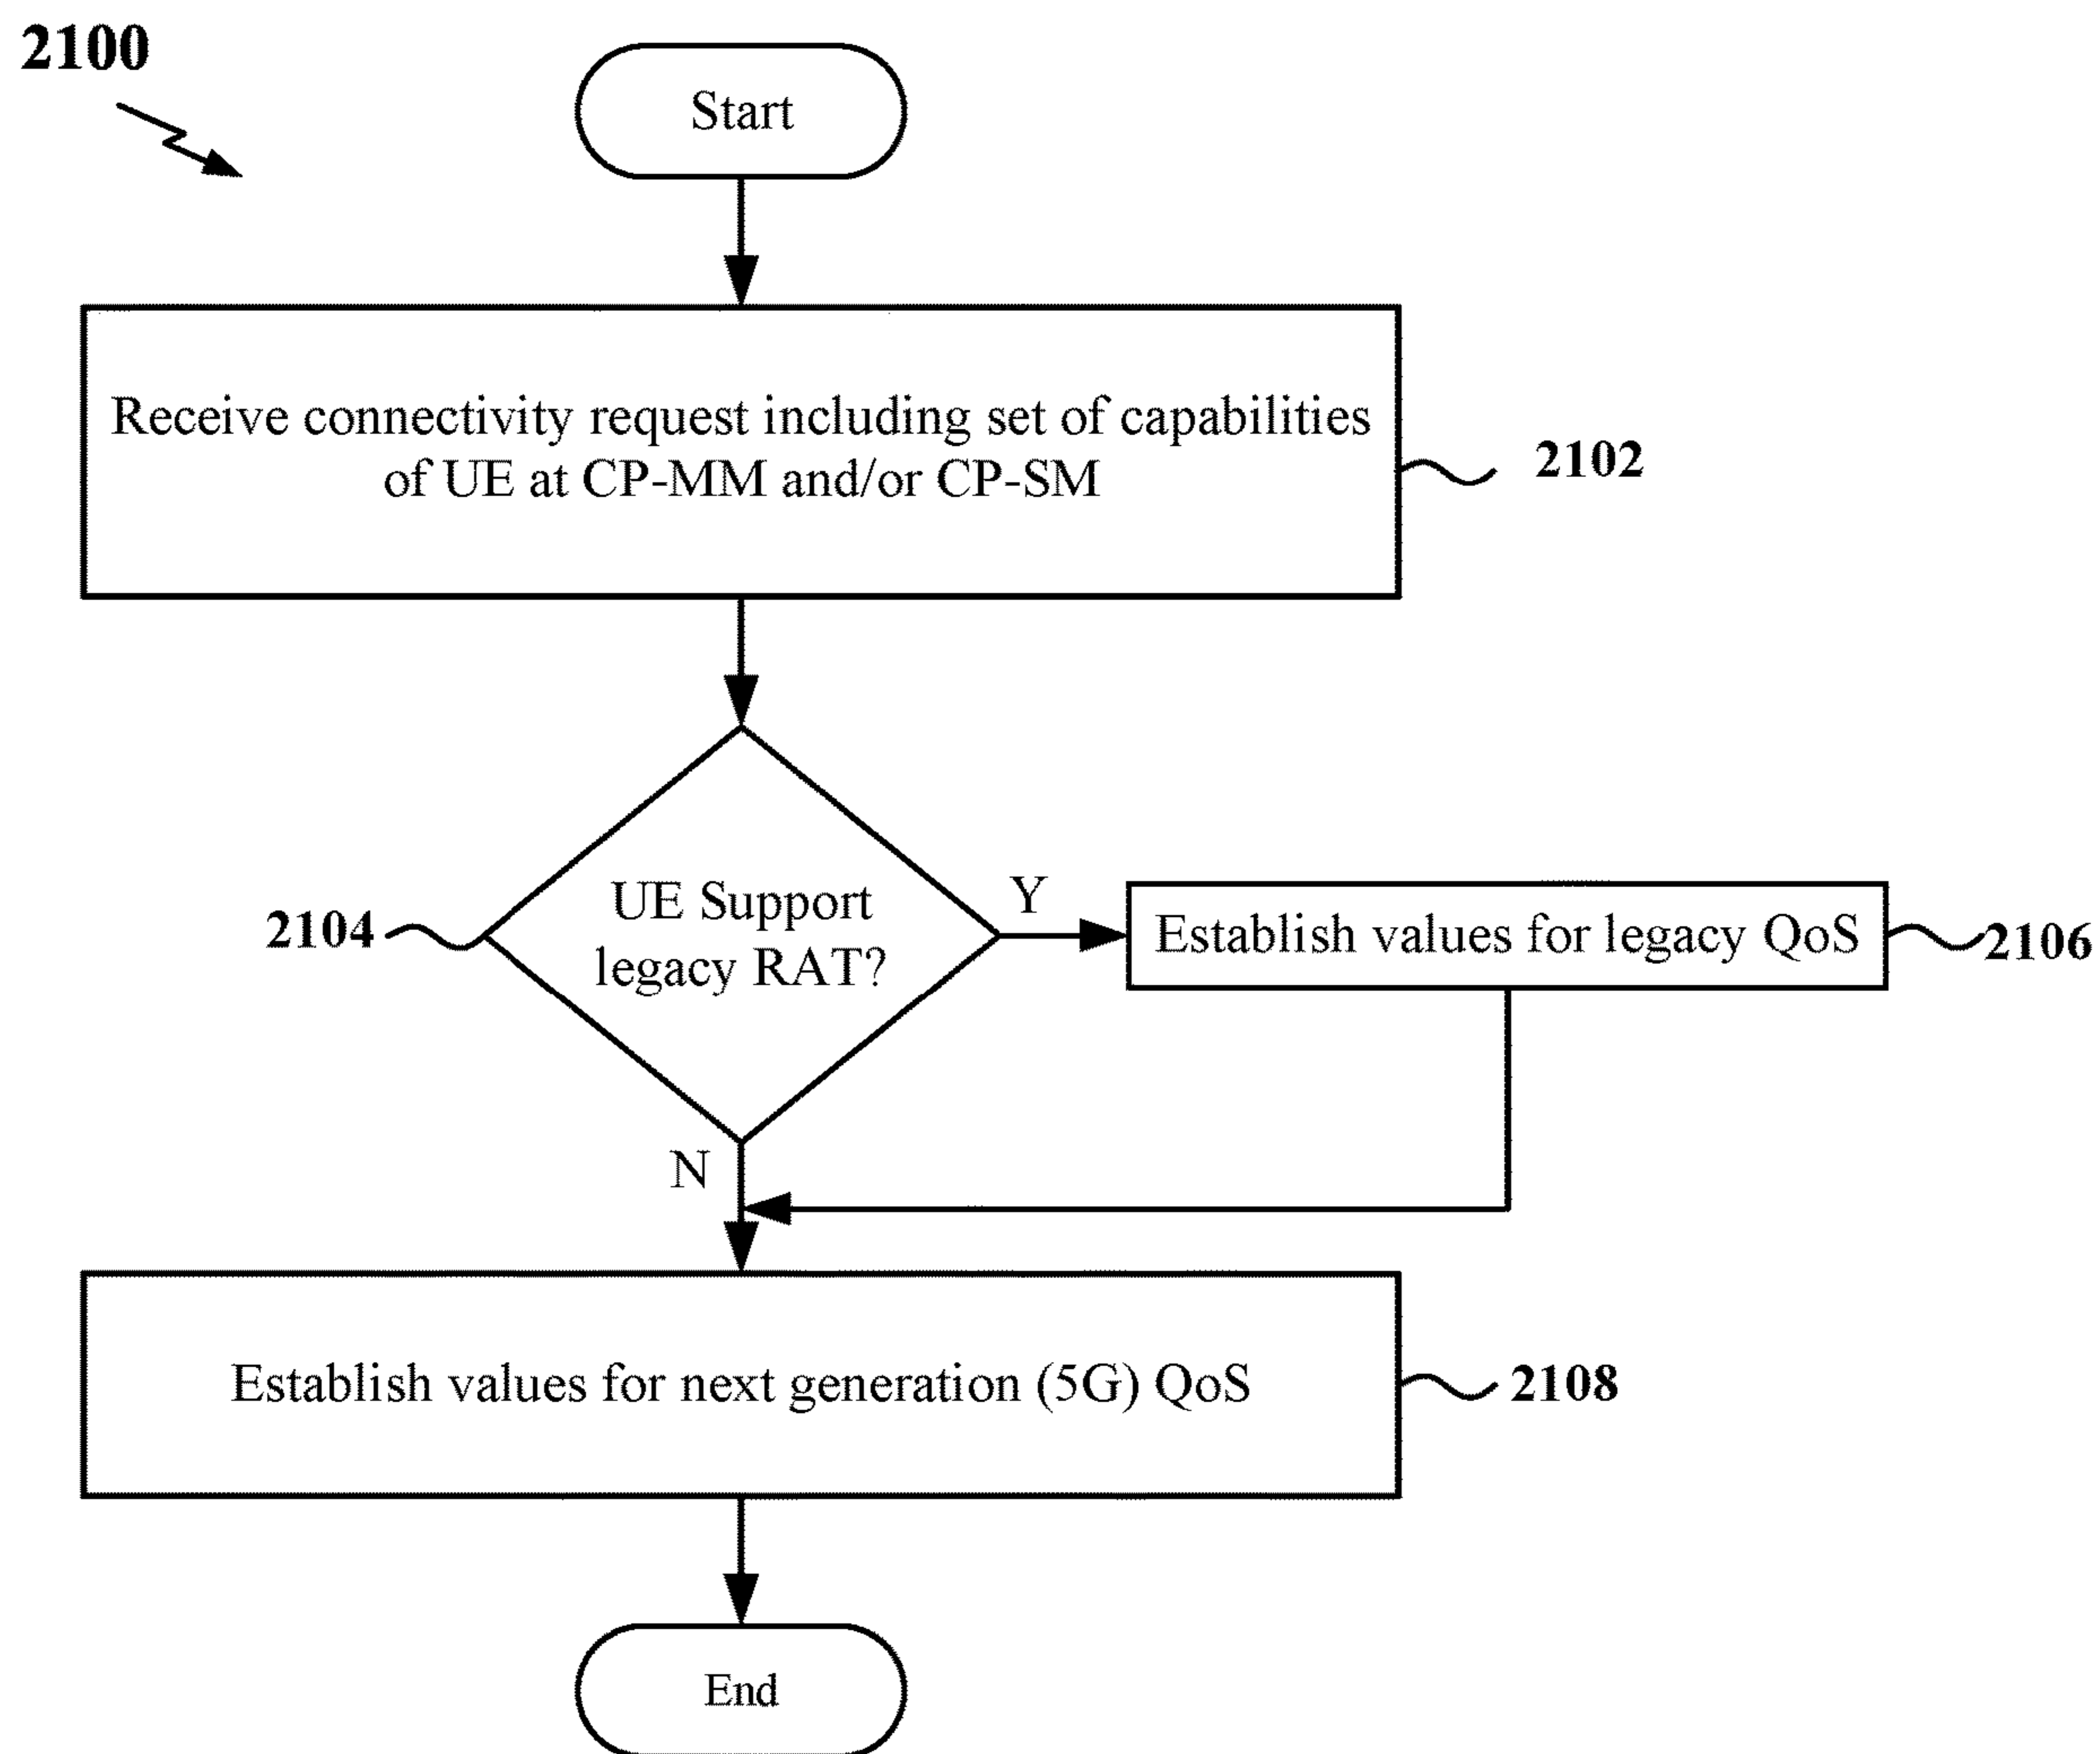 2100
Start
Receive connectivity request including set of capabilities
of UE at CP-MM and/or CP-SM
2102
UE Support
legacy RAT?
2104
Y
Establish values for legacy QoS
2106
N
Establish values for next generation (5G) QoS
2108
End